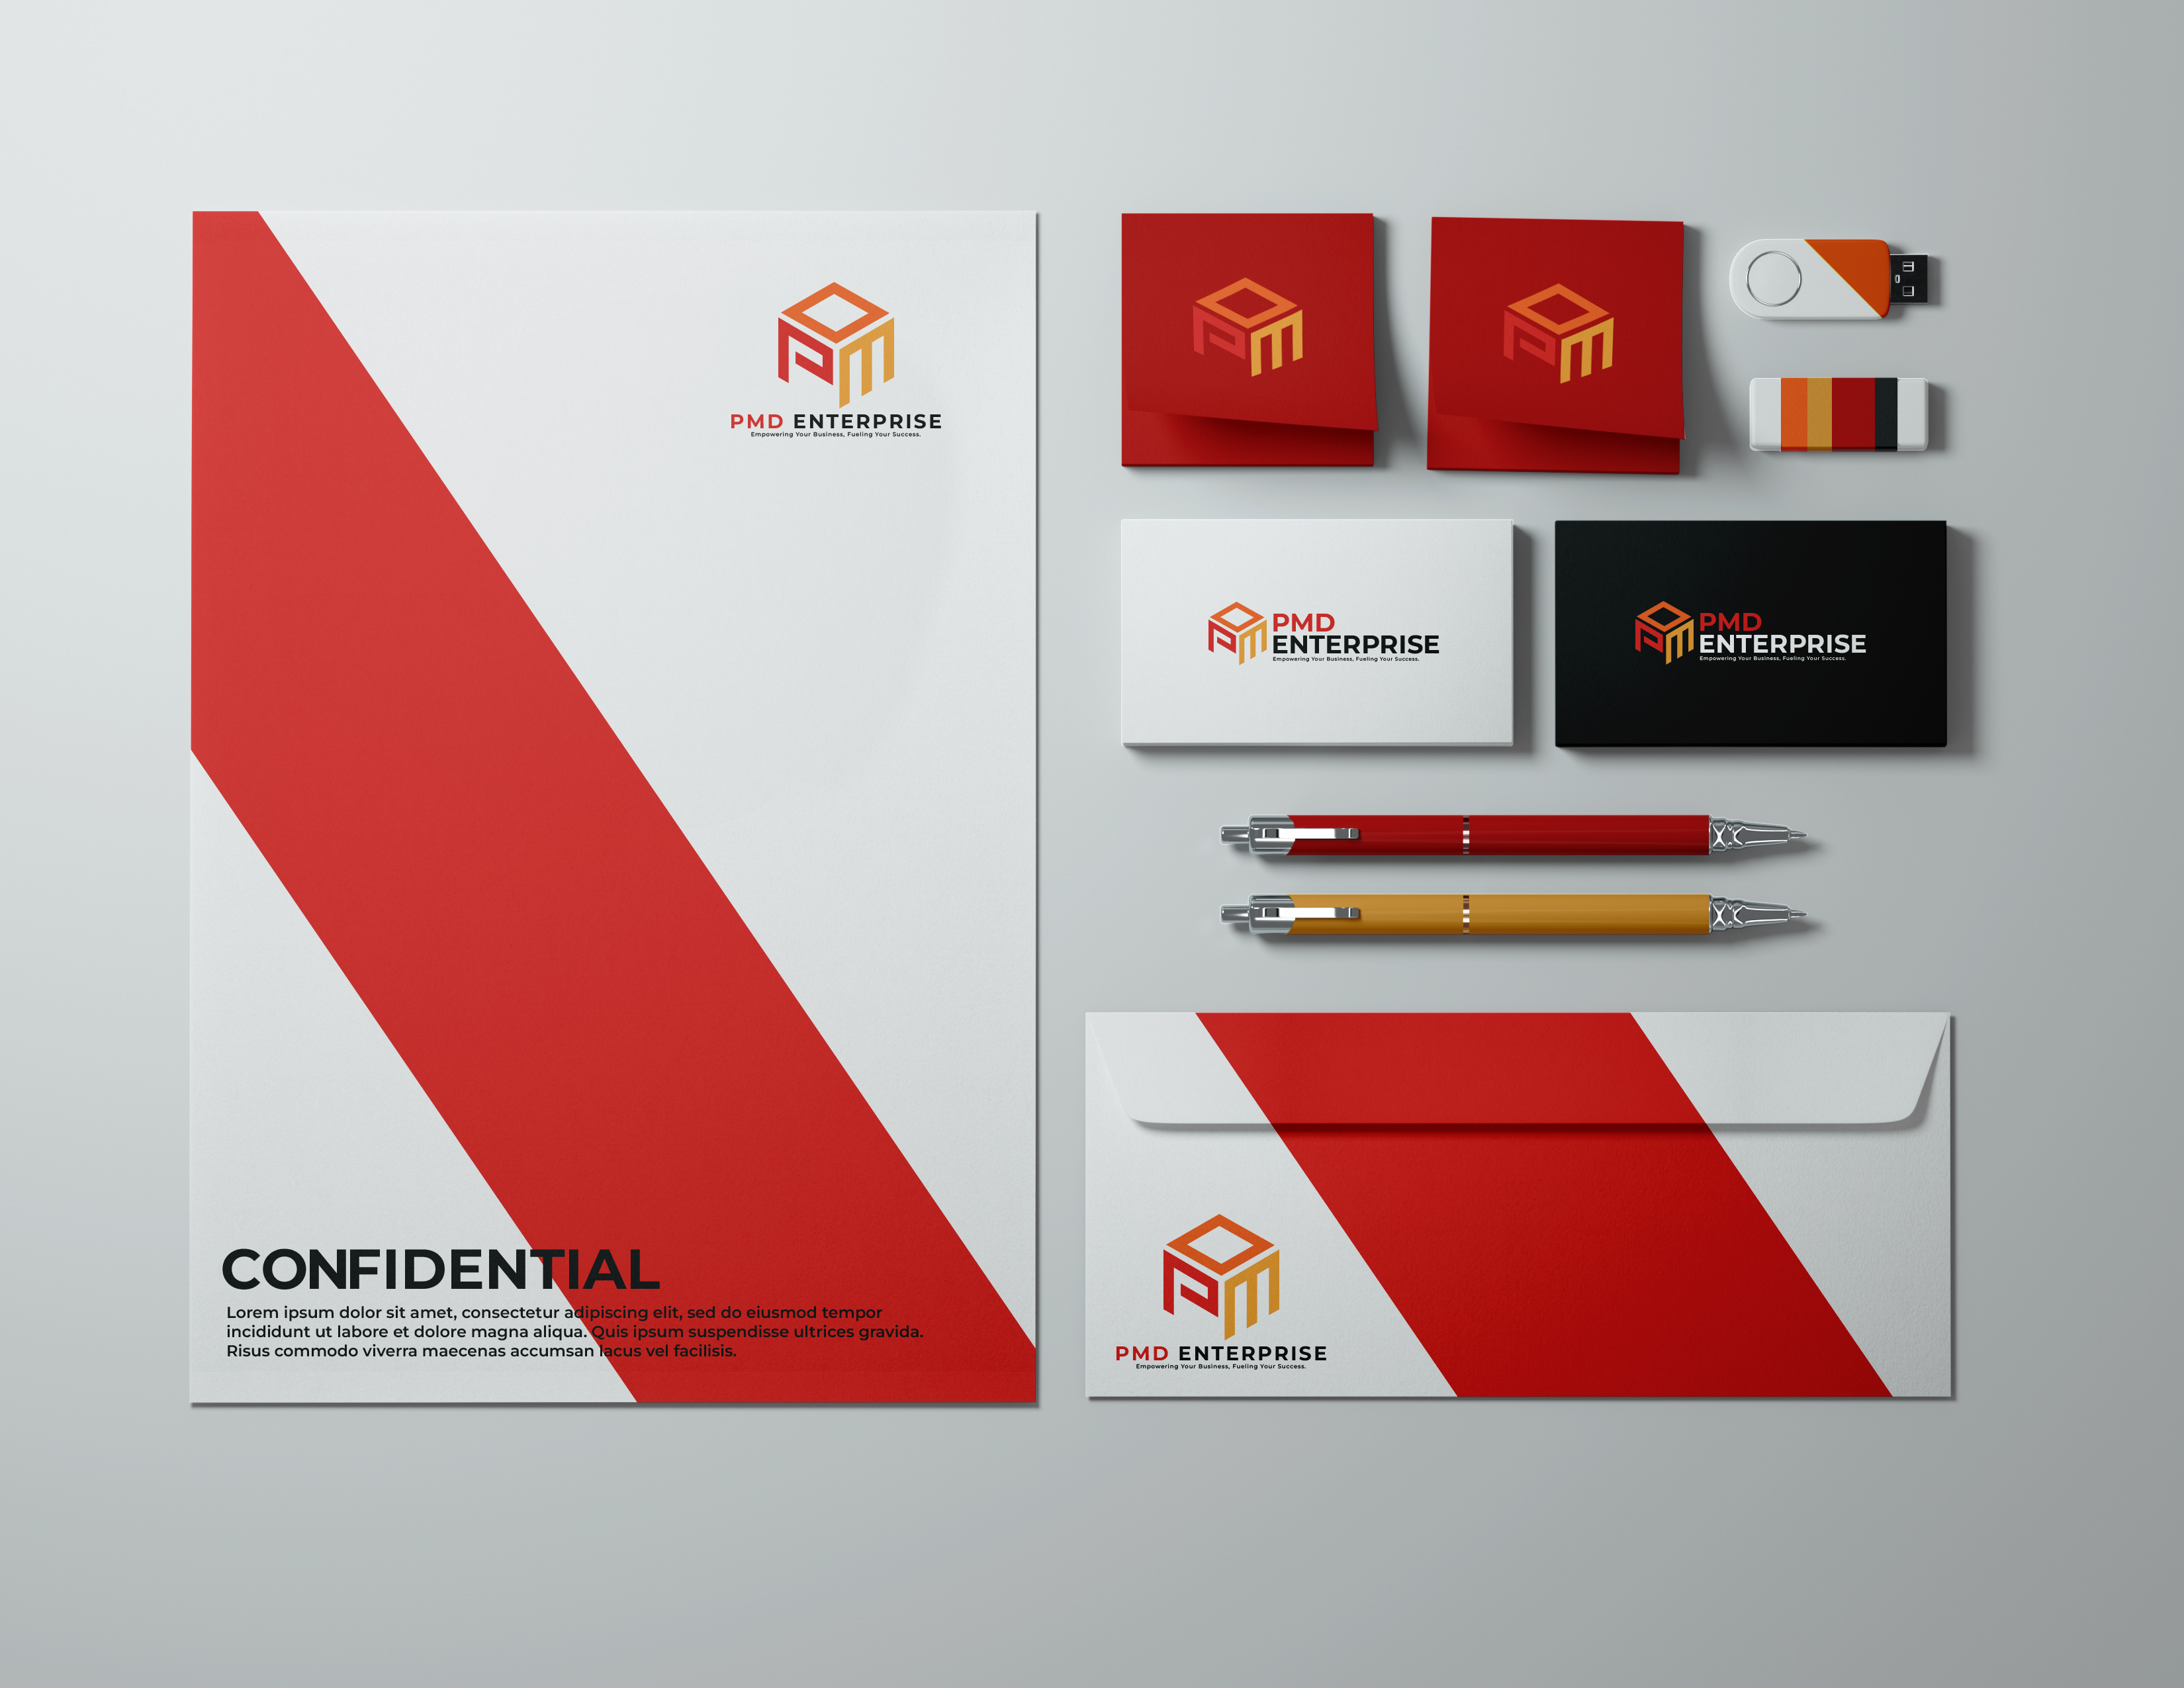 PMD ENTERPRISE
Empowering Your Business, Fueling Your Success.
CONFIDENTIAL
Lorem ipsum dolor sit amet, consectetur adipiscing elit, sed do eiusmod tempor
incididunt ut labore et dolore magna aliqua. Quis ipsum suspendisse ultrices gravida.
Risus commodo viverra maecenas accumsan lacus vel facilisis.
PMD
ENTERPRISE
Empowering Your Business, Fueling Your Success.
PMD
ENTERPRISE
Empowering Your Business, Fueling Your Success.
PMD ENTERPRISE
Empowering Your Business, Fueling Your Success.